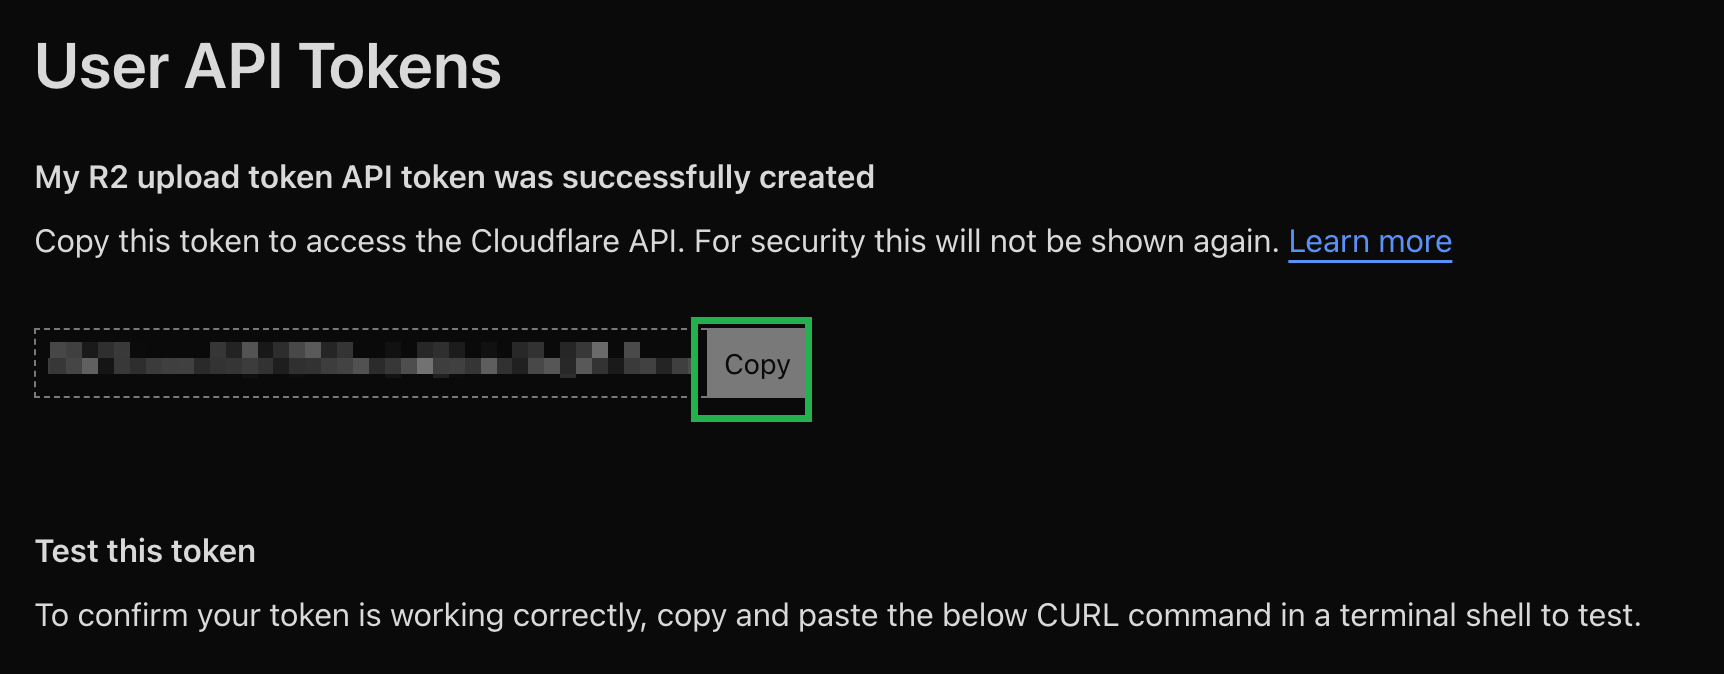 User API Tokens
My R2 upload token API token was successfully created
Copy this token to access the Cloudflare API. For security this will not be shown again. Learn more
Copy
Test this token
To confirm your token is working correctly, copy and paste the below CURL command in a terminal shell to test.